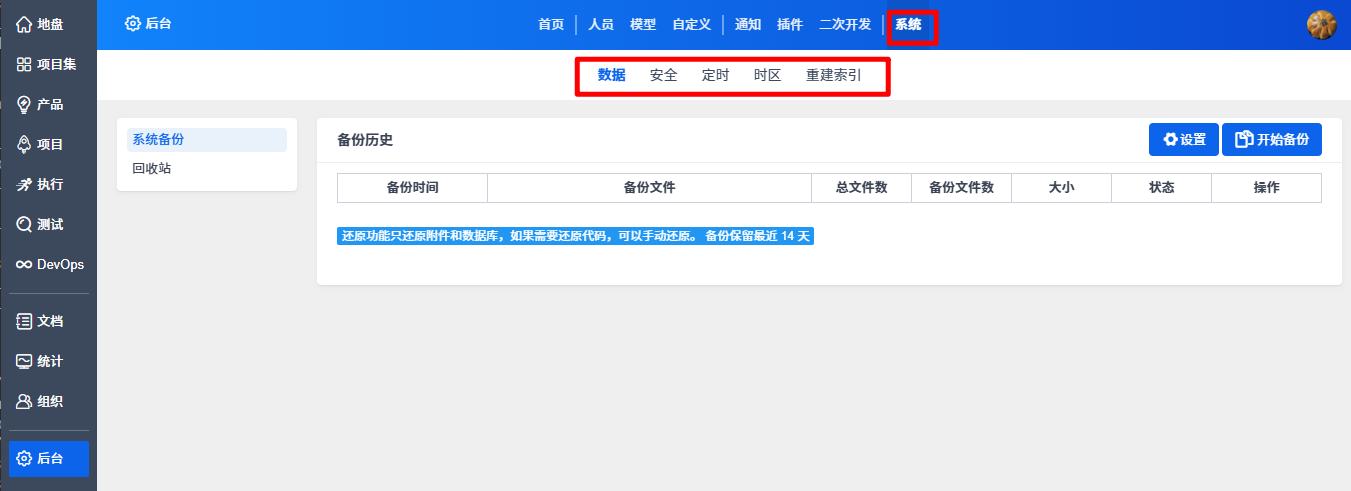 地盘
项目集
产品
项目
执行
测试
DevOps
文档
统计
组织
后台
后台
首页 人员 模型 自定义 通知 插件 二次开发 系统
数据 安全 定时 时区 重建索引
系统备份
回收站
备份历史
设置 开始备份
备份时间 备份文件 总文件数 备份文件数 大小 状态 操作
还原功能只还原附件和数据库，如果需要还原代码，可以手动还原。 备份保留最近 14 天